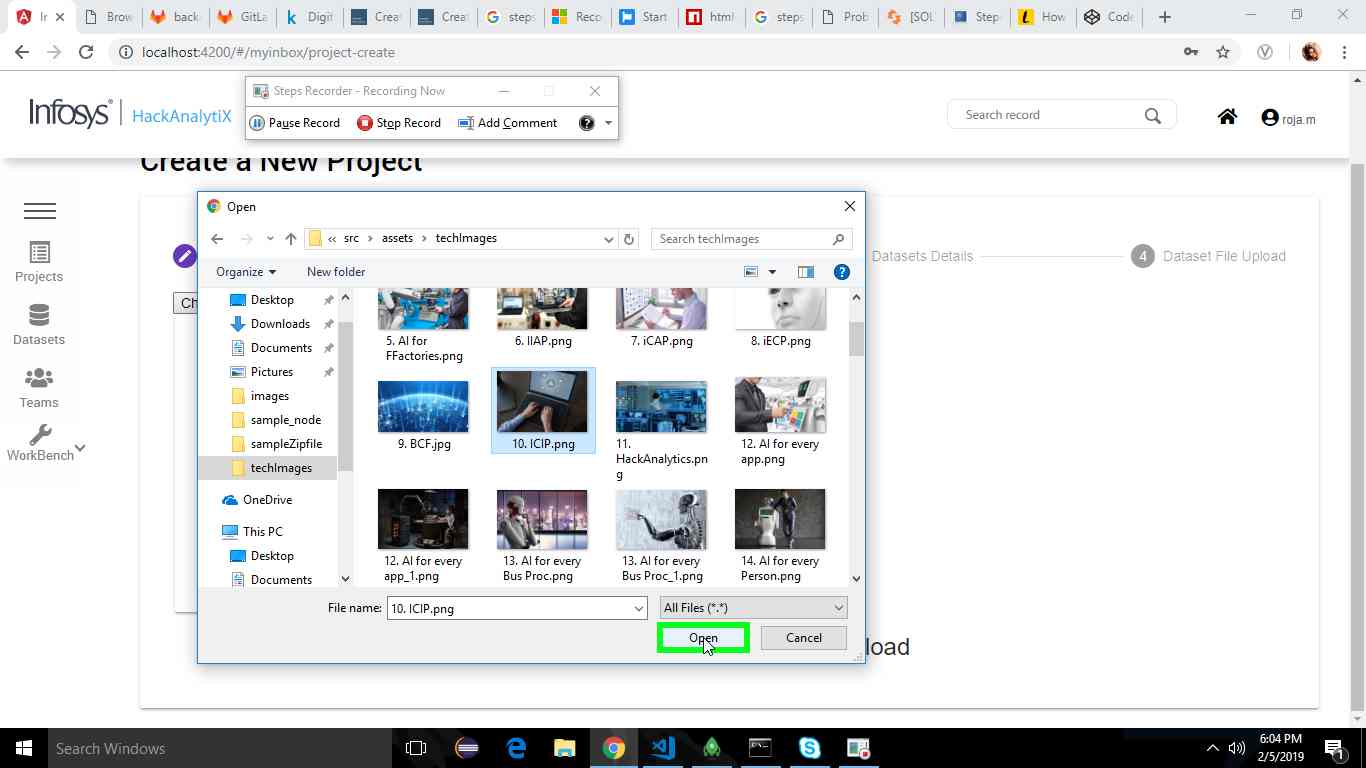 In
Brow
back
GitLa
Digit
Creat
Creat
steps
Reco
Start
html
steps
Prob
[SOL
Steps
How
Code
localhost:4200/#/myinbox/project-create
Steps Recorder - Recording Now
Pause Record
Stop Record
Add Comment
Infosys
HackAnalytiX
Search record
roja.m
Create a New Project
Projects
Datasets
Teams
WorkBench
Open
« src > assets > techImages
Search techImages
Organize
New folder
Datasets Details
4 Dataset File Upload
Ch
Desktop
Downloads
Documents
Pictures
images
sample_node
sampleZipfile
techImages
OneDrive
This PC
Desktop
Documents
5. AI for
FFactories.png
6. IIAP.png
7. iCAP.png
8. iECP.png
9. BCF.jpg
10. ICIP.png
11.
HackAnalytics.pn
g
12. AI for every
app.png
12. AI for every
app_1.png
13. AI for every
Bus Proc.png
13. AI for every
Bus Proc_1.png
14. AI for every
Person.png
File name: 10. ICIP.png
All Files (*.*)
Open
Cancel
load
Search Windows
6:04 PM
2/5/2019
1